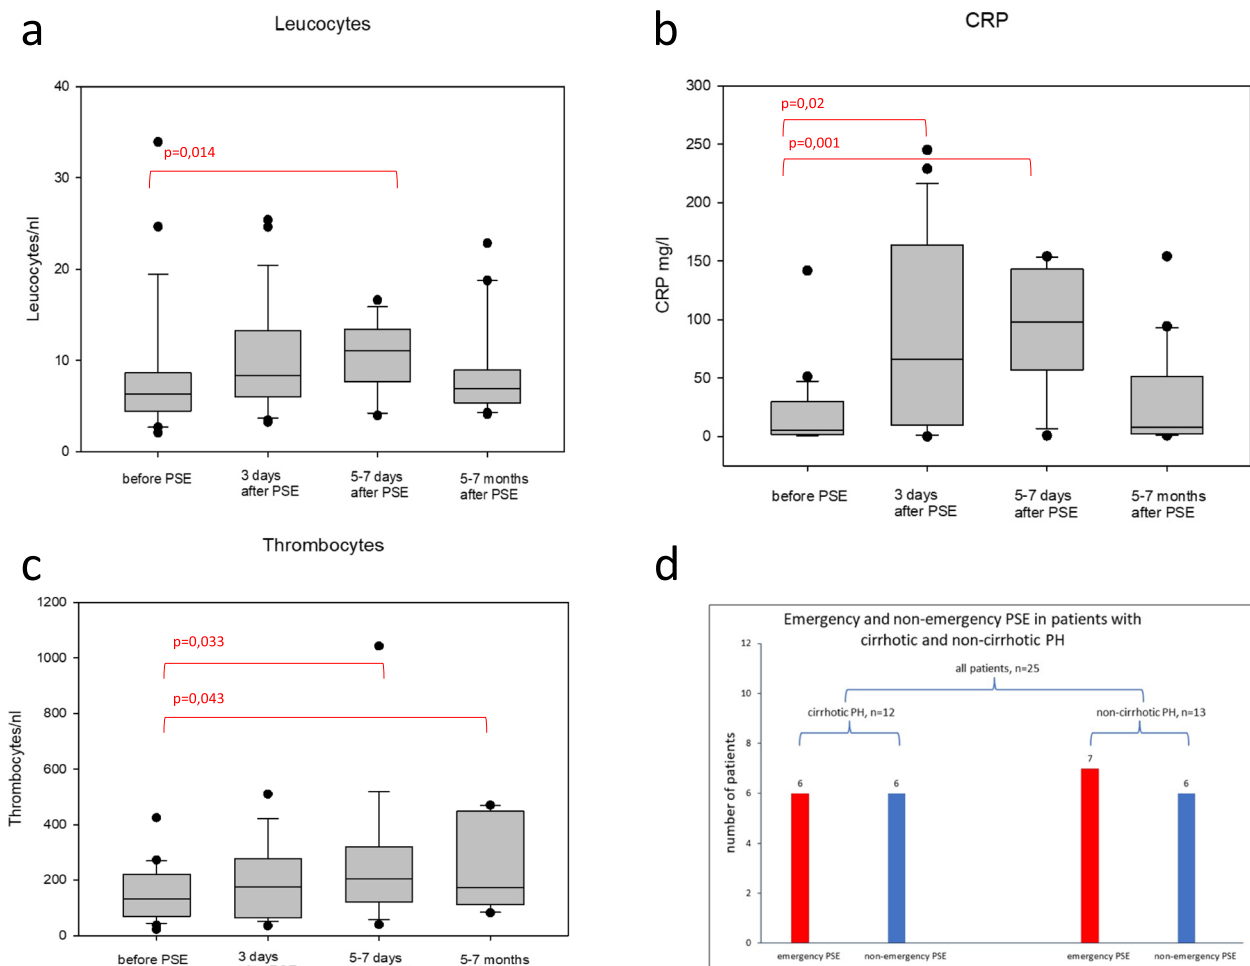 a
Leucocytes
40
30
20
10
0
Leucocytes/nl
p=0,014
before PSE
3 days
after PSE
5-7 days
after PSE
5-7 months
after PSE
b
CRP
300
250
200
150
100
50
0
CRP mg/l
p=0,02
p=0,001
before PSE
3 days
after PSE
5-7 days
after PSE
5-7 months
after PSE
c
Thrombocytes
1200
1000
800
600
400
200
0
Thrombocytes/nl
p=0,033
p=0,043
before PSE
3 days
5-7 days
5-7 months
d
Emergency and non-emergency PSE in patients with
cirrhotic and non-cirrhotic PH
12
10
8
6
4
2
0
number of patients
all patients, n=25
cirrhotic PH, n=12
non-cirrhotic PH, n=13
6
6
7
6
emergency PSE
non-emergency PSE
emergency PSE
non-emergency PSE